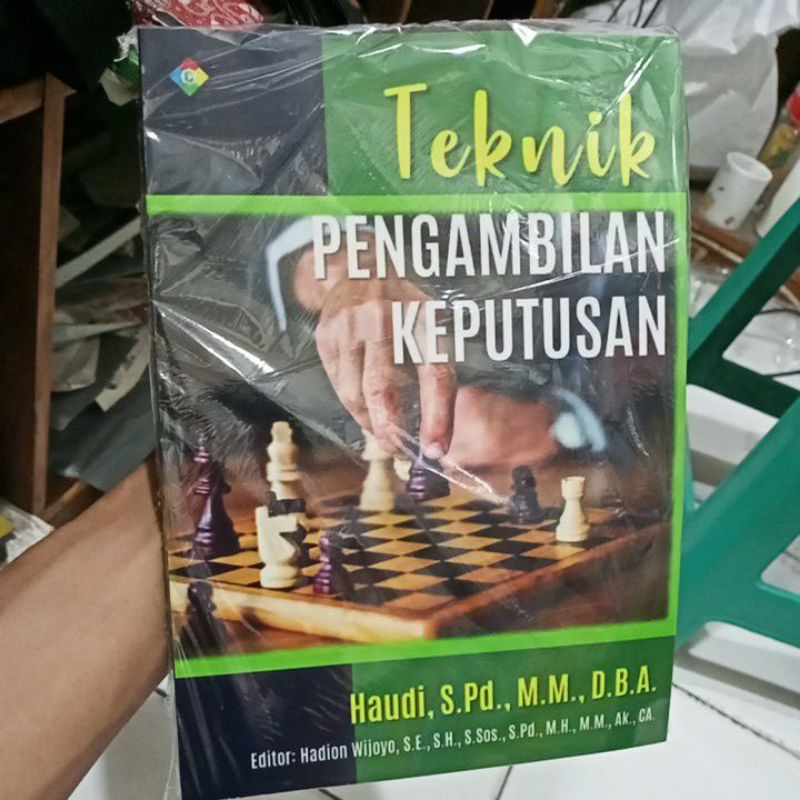 C
Teknik
PENGAMBILAN
KEPUTUSAN
Haudi, S.Pd., M.M., D.B.A.
Editor: Hadion Wijoyo, S.E., S.H., S.Sos., S.Pd., M.H., M.M., Ak., CA.